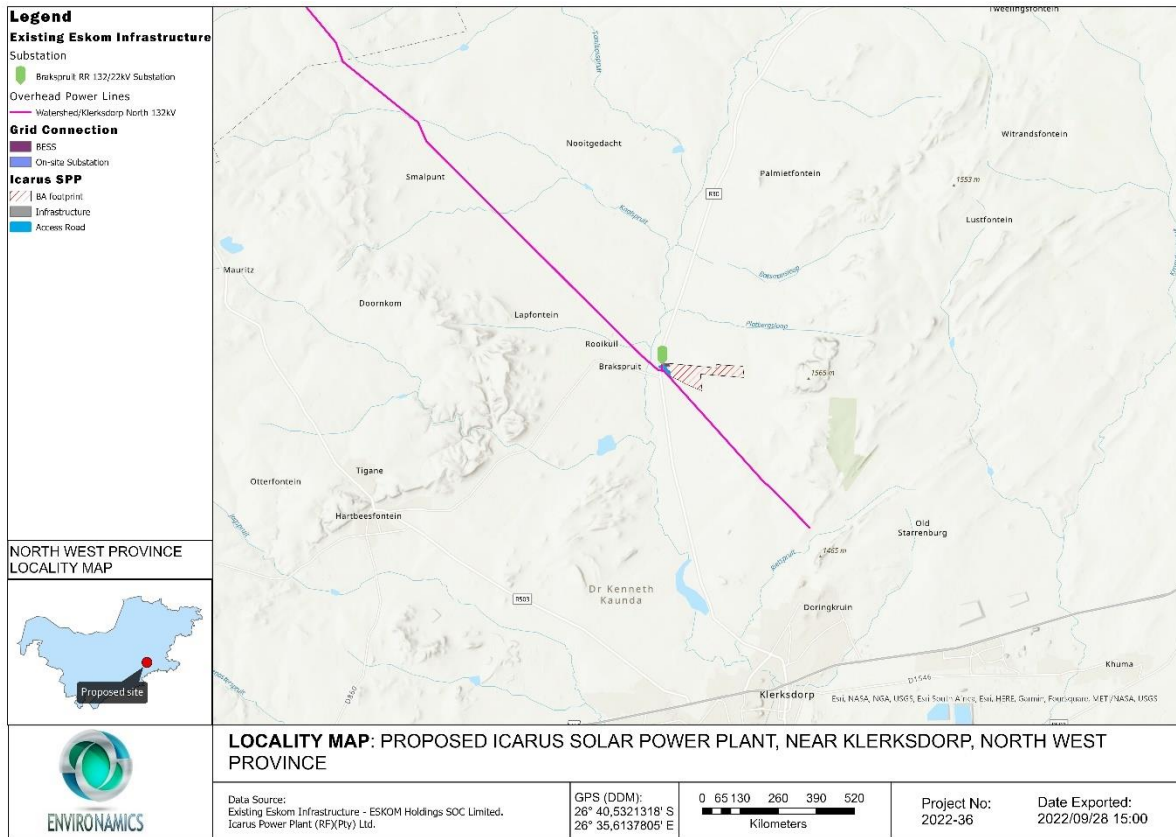 Legend
Existing Eskom Infrastructure
Substation
Brakspruit RR 132/22kV Substation
Overhead Power Lines
Watershed/Klerksdorp North 132kV
Grid Connection
BESS
On-site Substation
Icarus SPP
BA footprint
Infrastructure
Access Road
NORTH WEST PROVINCE
LOCALITY MAP
Proposed site
ENVIRONAMICS
Tweelingsfontein
Witrandsfontein
Nooitgedacht
Palmietfontein
R30
1553 m
Smalpunt
Lustfontein
Mauritz
Doornkom
Lapfontein
Rooikuil
Brakspruit
1565 m
Tigane
Otterfontein
Hartbeesfontein
Old
Starrenburg
1465 m
Dr Kenneth
Kaunda
R503
Doringkruin
D860
Khuma
D1546
Klerksdorp
Esri, NASA, NGA, USGS, Esri South Africa, Esri, HERE, Garmin, Foursquare, MET/NASA, USGS
LOCALITY MAP: PROPOSED ICARUS SOLAR POWER PLANT, NEAR KLERKSDORP, NORTH WEST
PROVINCE
Data Source:
Existing Eskom Infrastructure - ESKOM Holdings SOC Limited.
Icarus Power Plant (RF)(Pty) Ltd.
GPS (DDM):
26° 40,5321318' S
26° 35,6137805' E
0 65 130 260 390 520
Kilometers
Project No:
2022-36
Date Exported:
2022/09/28 15:00